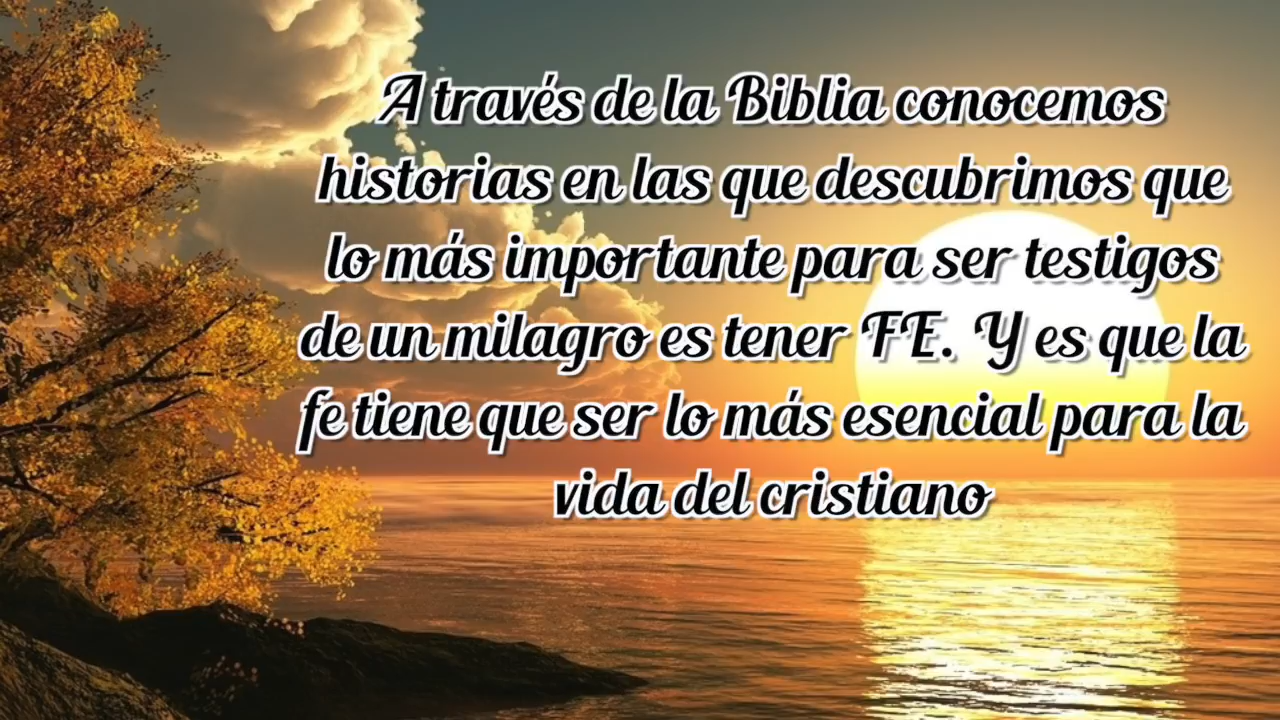 A través de la Biblia conocemos
historias en las que descubrimos que
lo más importante para ser testigos
de un milagro es tener FE. Y es que la
fe tiene que ser lo más esencial para la
vida del cristiano